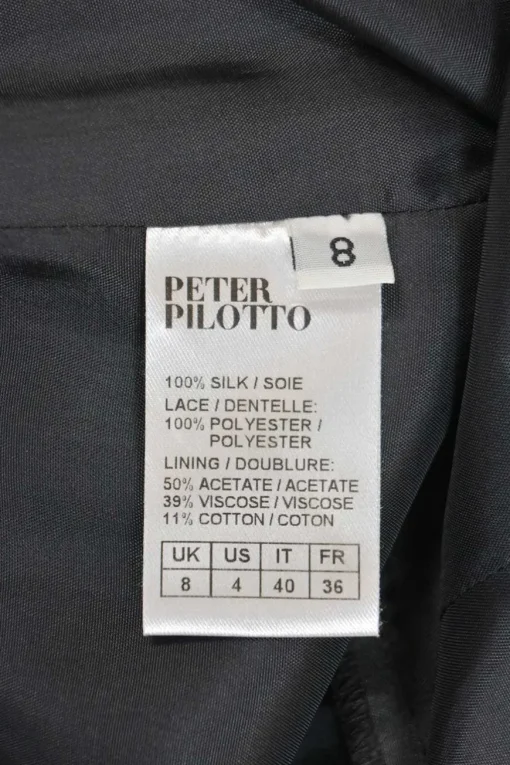 8
PETER
PILOTTO
100% SILK / SOIE
LACE / DENTELLE:
100% POLYESTER /
POLYESTER
LINING / DOUBLURE:
50% ACETATE / ACETATE
39% VISCOSE / VISCOSE
11% COTTON / COTON
UK US IT FR
8 4 40 36